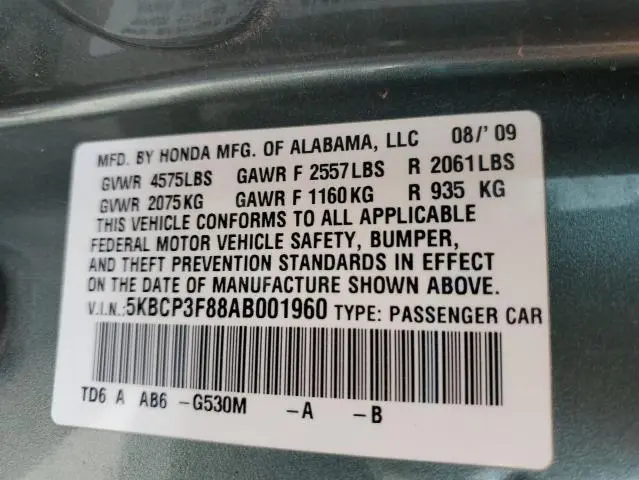 MFD. BY HONDA MFG. OF ALABAMA, LLC 08/'09
GVWR 4575LBS GAWR F 2557LBS R 2061LBS
GVWR 2075KG GAWR F 1160KG R 935 KG
THIS VEHICLE CONFORMS TO ALL APPLICABLE
FEDERAL MOTOR VEHICLE SAFETY, BUMPER,
AND THEFT PREVENTION STANDARDS IN EFFECT
ON THE DATE OF MANUFACTURE SHOWN ABOVE.
V.I.N.:5KBCP3F88AB001960 TYPE: PASSENGER CAR
TD6 A AB6 -G530M -A -B